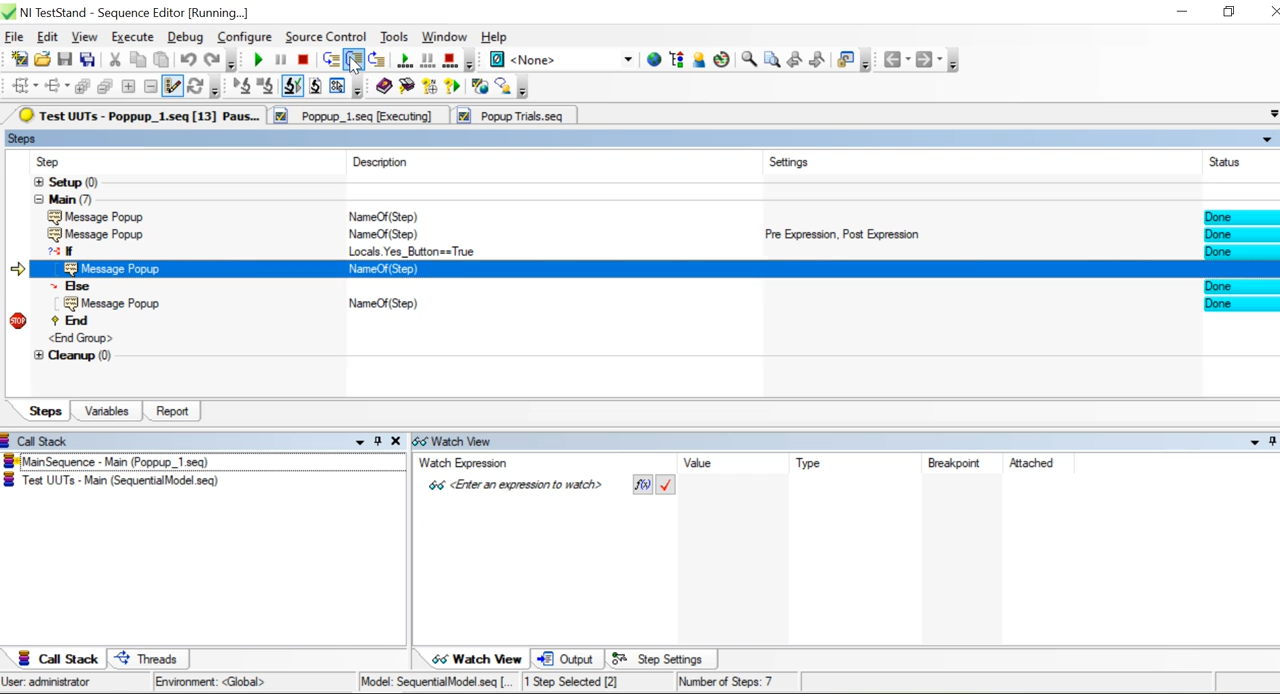 NI TestStand - Sequence Editor [Running...]
File Edit View Execute Debug Configure Source Control Tools Window Help
<None>
Test UUTs - Poppup_1.seq [13] Paus... Poppup_1.seq [Executing] Popup Trials.seq
Steps
Step Description Settings Status
Setup (0)
Main (7)
Message Popup NameOf(Step) Done
Message Popup NameOf(Step) Pre Expression, Post Expression Done
If Locals.Yes_Button==True Done
Message Popup NameOf(Step)
Else Done
Message Popup NameOf(Step) Done
STOP End
<End Group>
Cleanup (0)
Steps Variables Report
Call Stack Watch View
MainSequence - Main (Poppup_1.seq) Watch Expression Value Type Breakpoint Attached
Test UUTs - Main (SequentialModel.seq) <Enter an expression to watch> f(x)
Call Stack Threads Watch View Output Step Settings
User: administrator Environment: <Global> Model: SequentialModel.seq [... 1 Step Selected [2] Number of Steps: 7